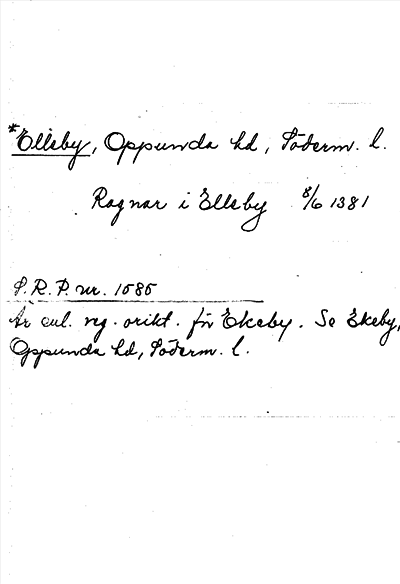 *Elleby, Oppunda hd, Söderm. l.
Ragnar i Elleby 8/6 1381
S.R.P. nr. 1585
Är enl. reg. orikt. för Ekeby. Se Ekeby,
Oppunda hd, Söderm. l.